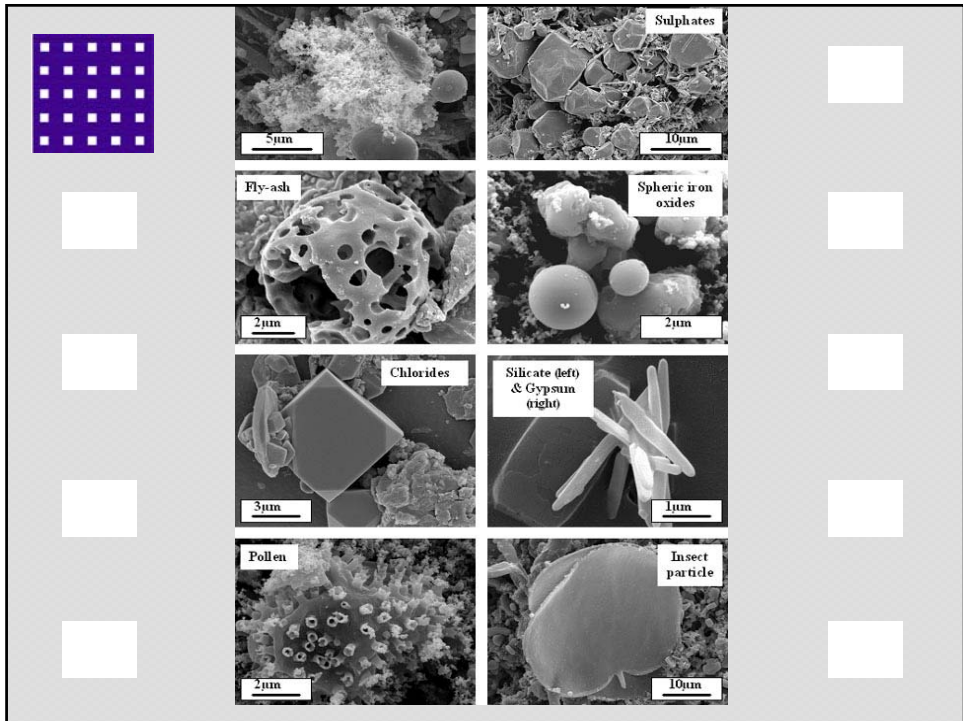 5µm
Sulphates
10µm
Fly-ash
2µm
Spheric iron
oxides
2µm
Chlorides
3µm
Silicate (left)
& Gypsum
(right)
1µm
Pollen
2µm
Insect
particle
10µm